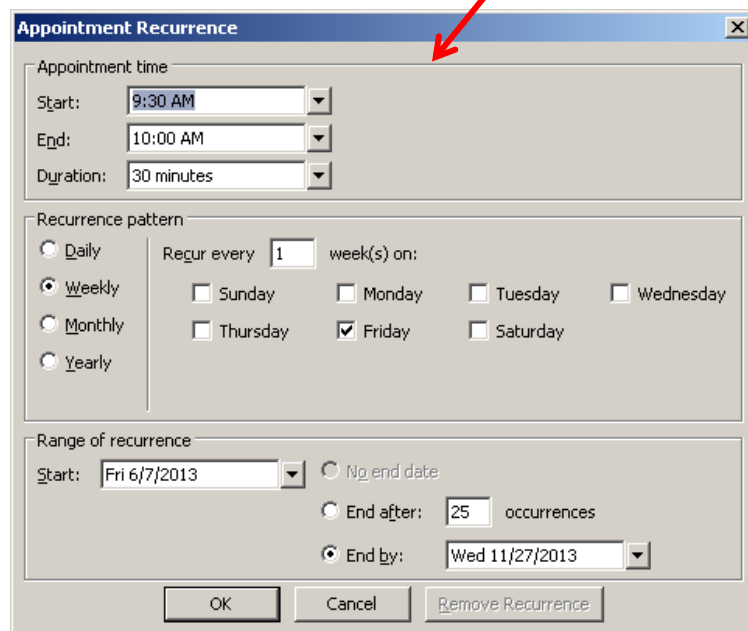 Appointment Recurrence
Appointment time
Start: 9:30 AM
End: 10:00 AM
Duration: 30 minutes
Recurrence pattern
Daily Recur every 1 week(s) on:
Weekly Sunday Monday Tuesday Wednesday
Monthly Thursday Friday Saturday
Yearly
Range of recurrence
Start: Fri 6/7/2013 No end date
End after: 25 occurrences
End by: Wed 11/27/2013
OK Cancel Remove Recurrence